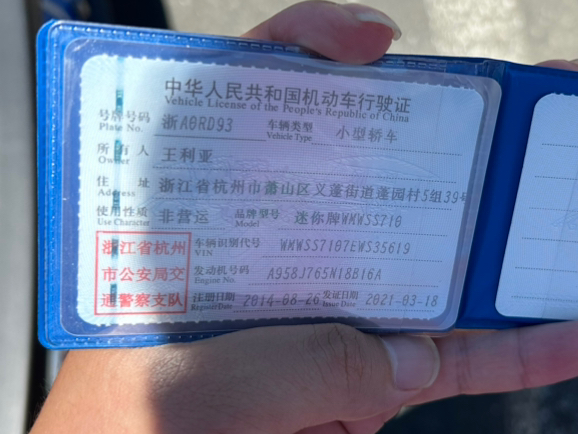 中华人民共和国机动车行驶证
Vehicle License of the People's Republic of China
号牌号码 浙A0RD93 车辆类型 小型轿车
Plate No. Vehicle Type
所有人 王利亚
Owner
住址 浙江省杭州市萧山区义蓬街道蓬园村5组39号
Address
使用性质 非营运 品牌型号 迷你牌WMWSS710
Use Character Model
浙江省杭州 车辆识别代号 WMWSS7107EWS35619
VIN
市公安局交 发动机号码 A958J765N18B16A
Engine No.
通警察支队 注册日期 2014-08-26 发证日期 2021-03-18
Register Date Issue Date